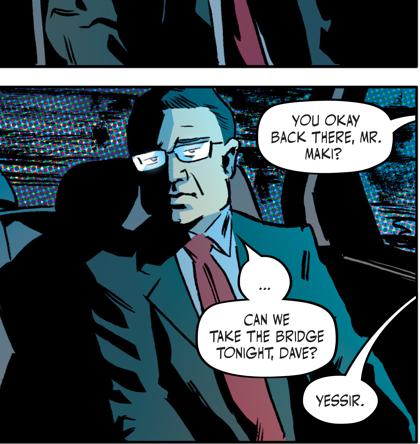 YOU OKAY
BACK THERE, MR.
MAKI?
...
CAN WE
TAKE THE BRIDGE
TONIGHT, DAVE?
YESSIR.